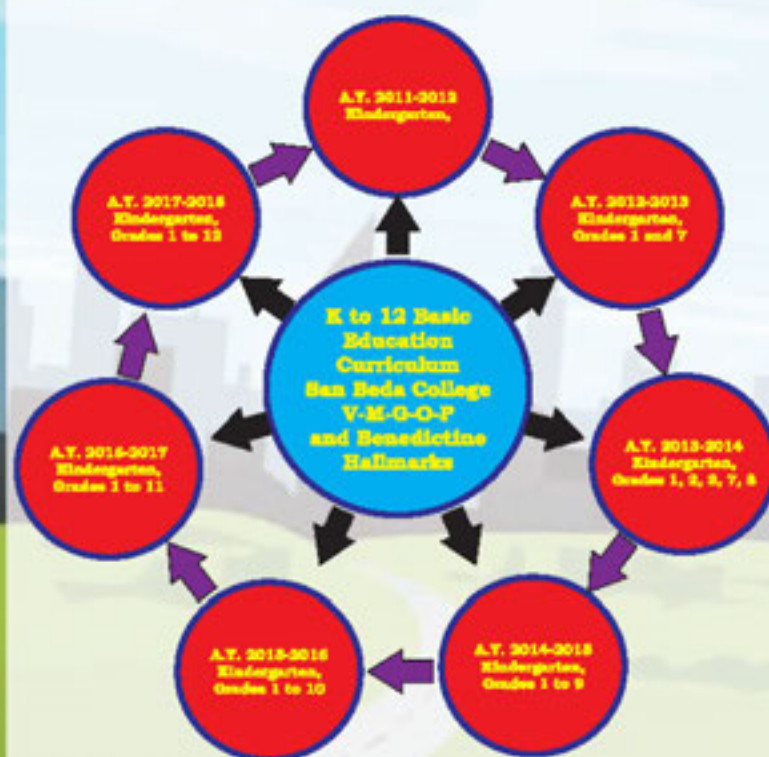 K to 12 Basic
Education
Curriculum
San Beda College
V-M-G-O-P
and Benedictine
Hallmarks
A.Y. 2011-2012
Kindergarten,
A.Y. 2012-2013
Kindergarten,
Grades 1 and 7
A.Y. 2013-2014
Kindergarten,
Grades 1, 2, 3, 7, 8
A.Y. 2014-2015
Kindergarten,
Grades 1 to 9
A.Y. 2015-2016
Kindergarten,
Grades 1 to 10
A.Y. 2016-2017
Kindergarten,
Grades 1 to 11
A.Y. 2017-2018
Kindergarten,
Grades 1 to 12